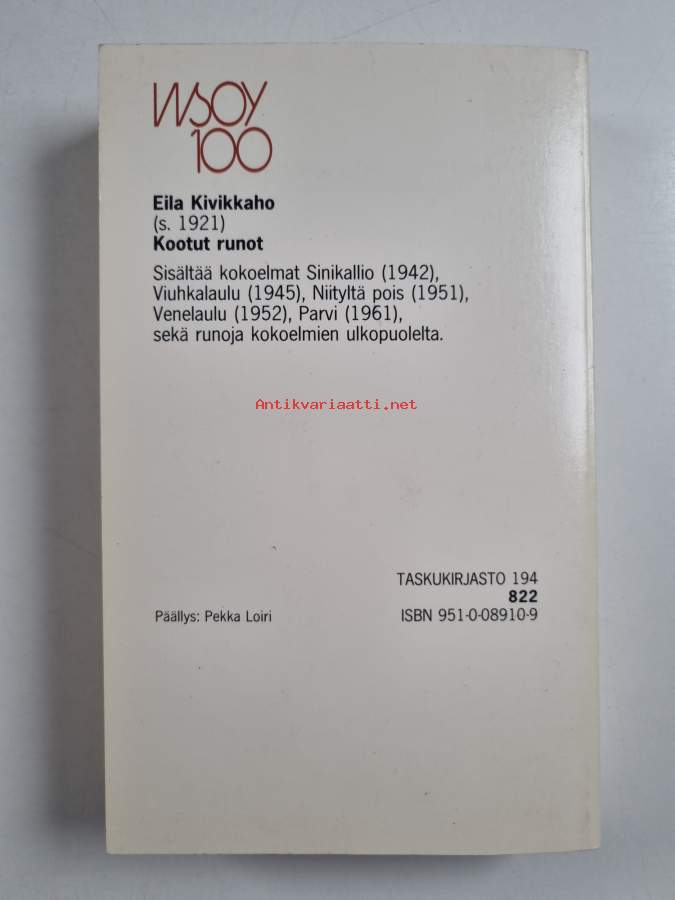 WSOY
100
Eila Kivikkaho
(s. 1921)
Kootut runot
Sisältää kokoelmat Sinikallio (1942),
Viuhkalaulu (1945), Niityltä pois (1951),
Venelaulu (1952), Parvi (1961),
sekä runoja kokoelmien ulkopuolelta.
Antikvariaatti.net
TASKUKIRJASTO 194
822
Päällys: Pekka Loiri
ISBN 951-0-08910-9